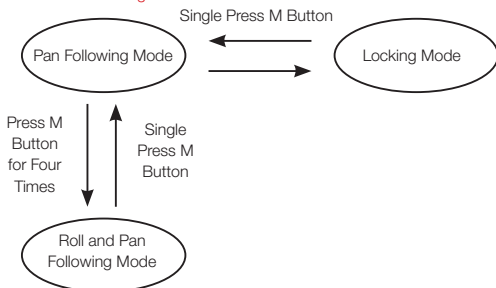 Single Press M Button
Pan Following Mode
Locking Mode
Press M
Button
for Four
Times
Single
Press M
Button
Roll and Pan
Following Mode